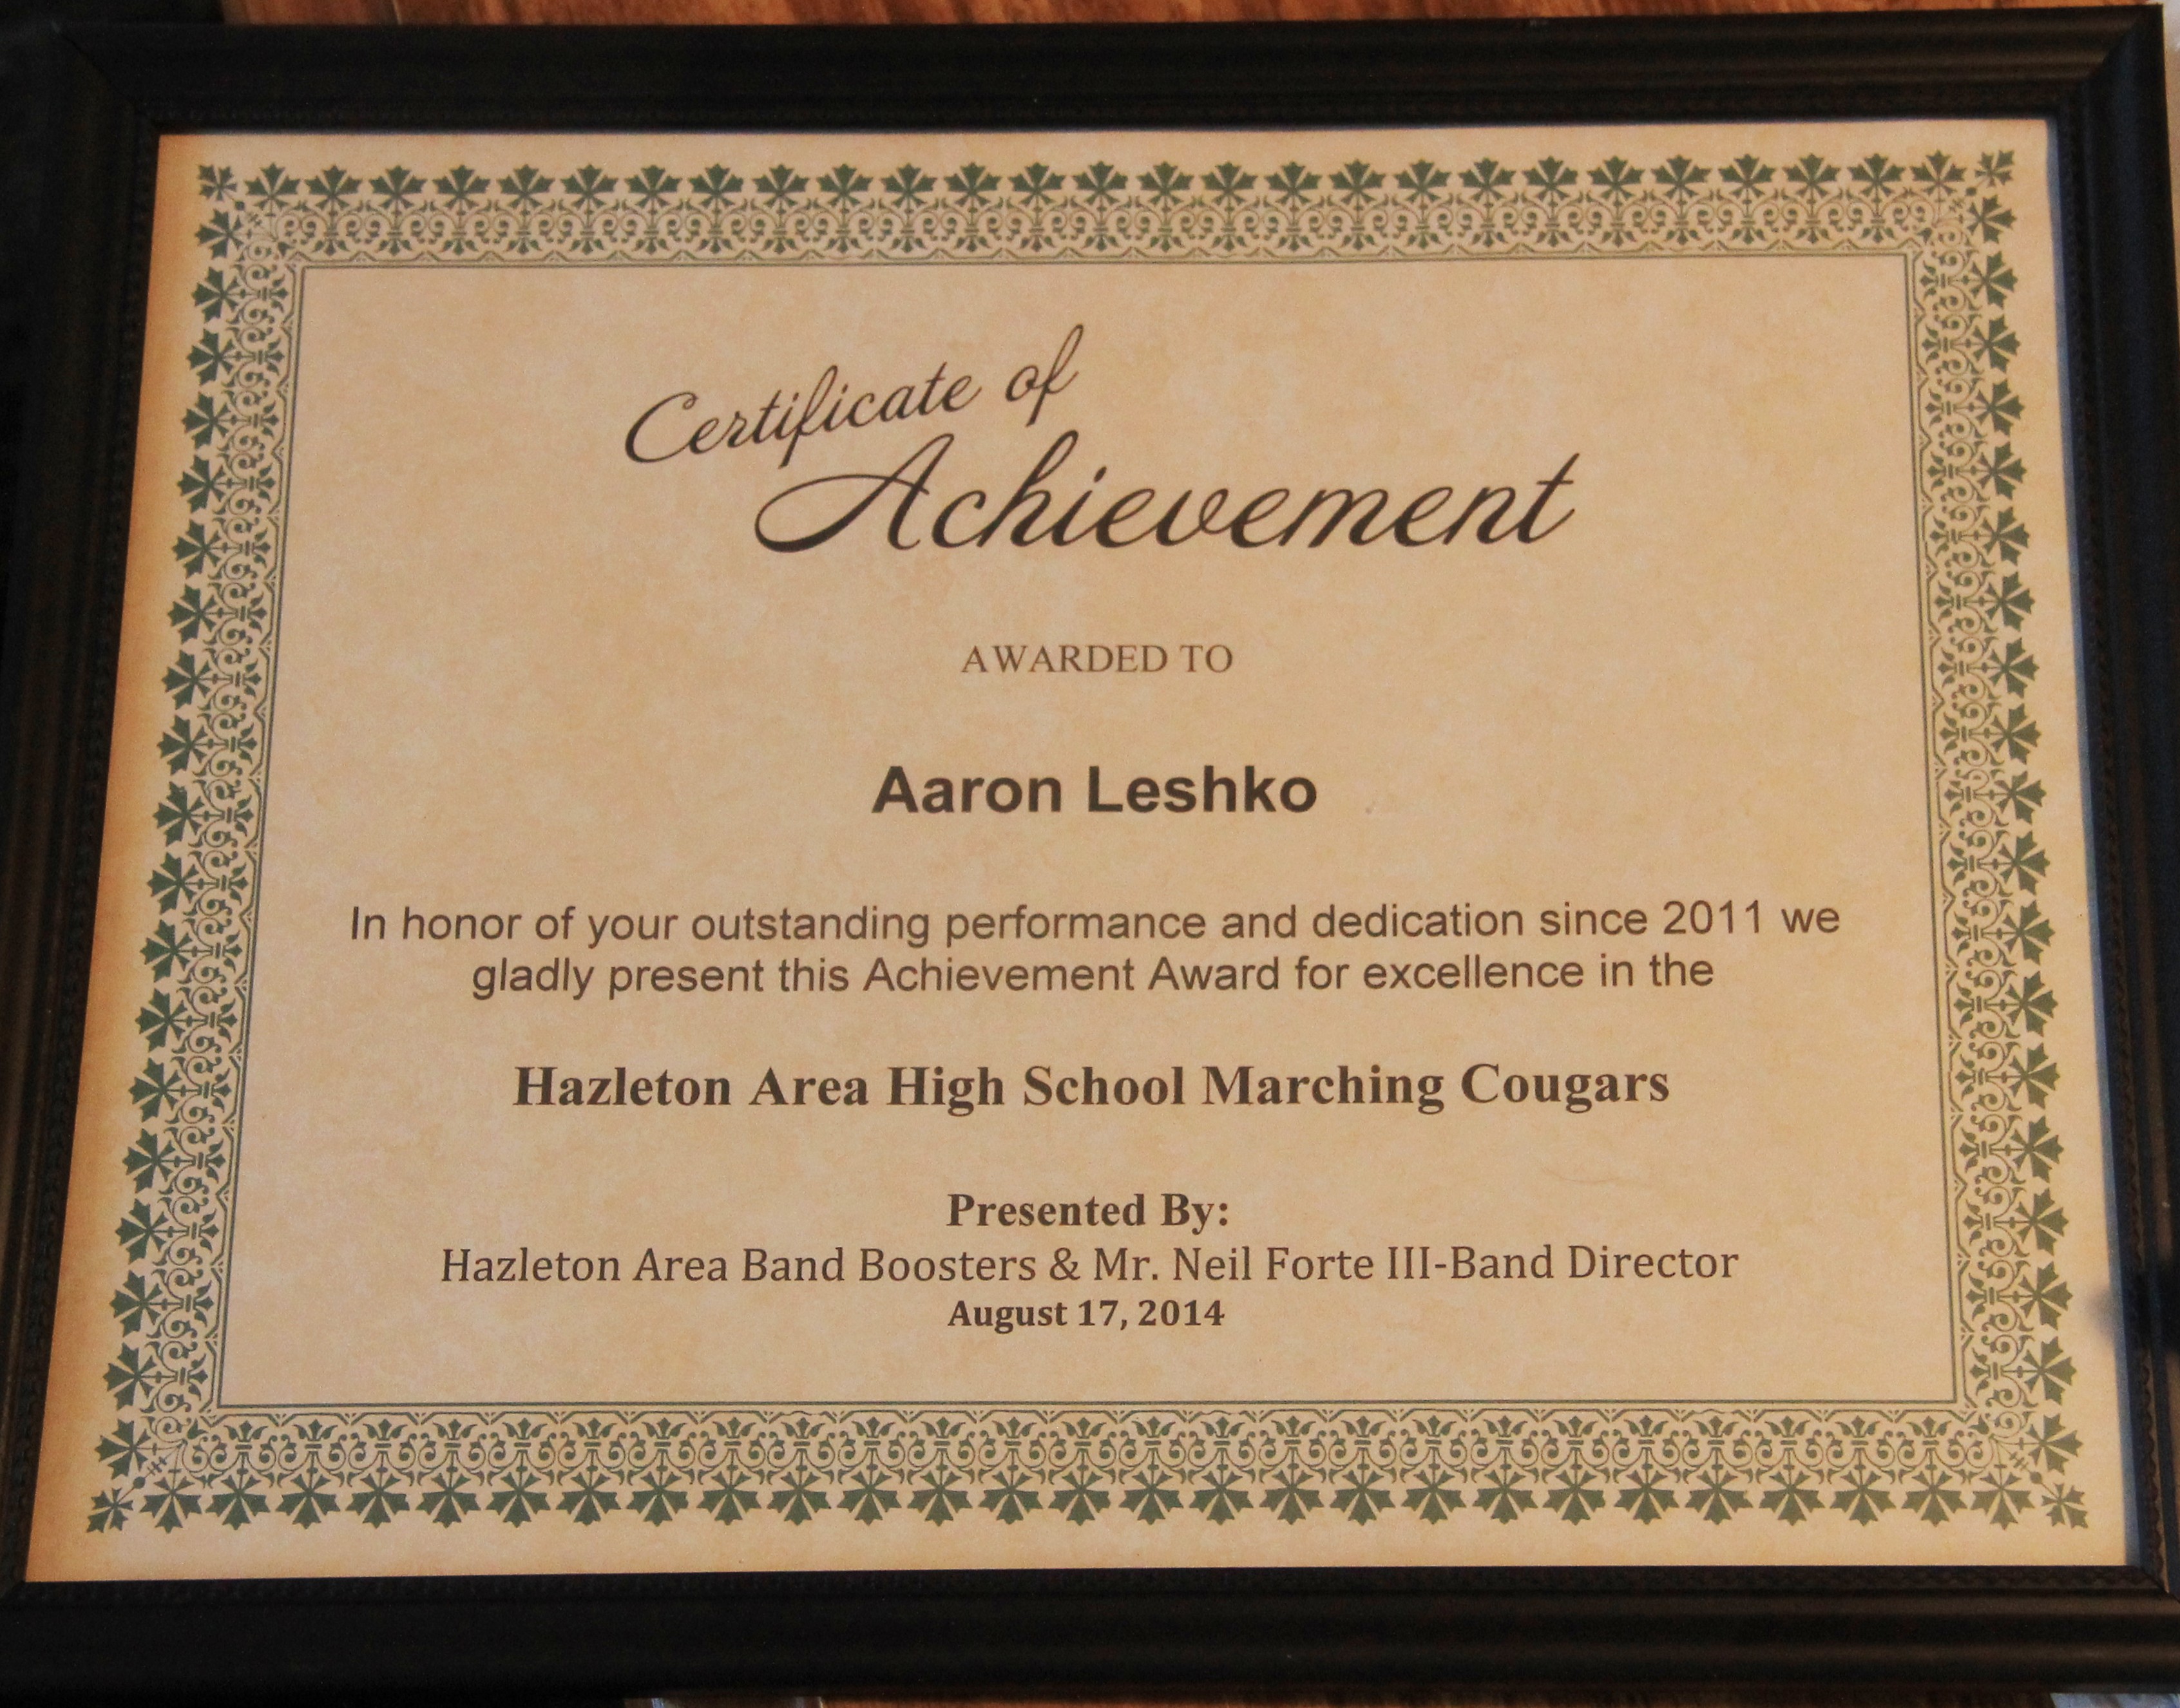 Certificate of
Achievement
AWARDED TO
Aaron Leshko
In honor of your outstanding performance and dedication since 2011 we
gladly present this Achievement Award for excellence in the
Hazleton Area High School Marching Cougars
Presented By:
Hazleton Area Band Boosters & Mr. Neil Forte III-Band Director
August 17, 2014